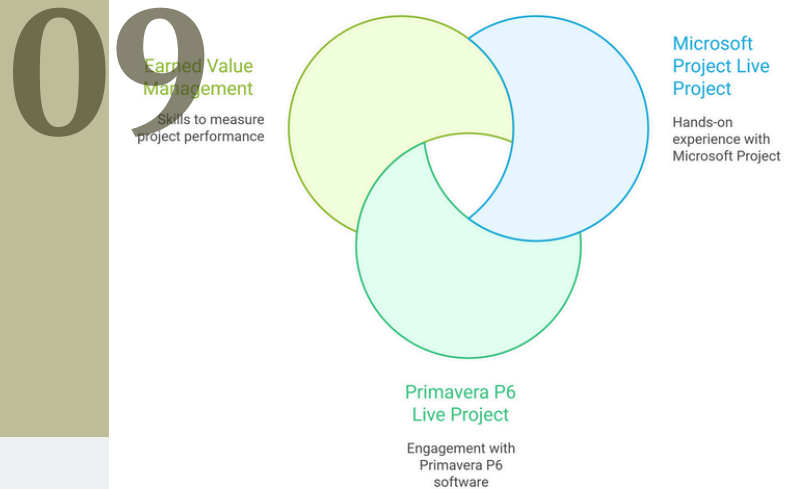 09
Earned Value
Management
Skills to measure
project performance
Microsoft
Project Live
Project
Hands-on
experience with
Microsoft Project
Primavera P6
Live Project
Engagement with
Primavera P6
software